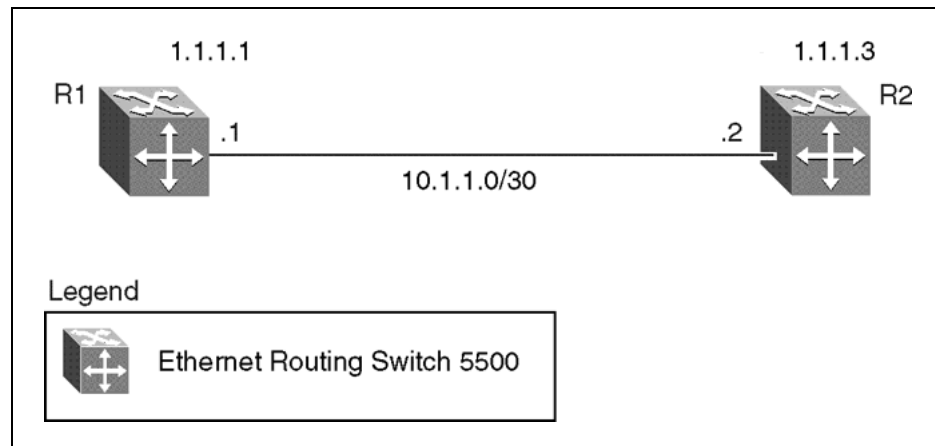 1.1.1.1
1.1.1.3
R1
R2
.1
.2
10.1.1.0/30
Legend
Ethernet Routing Switch 5500